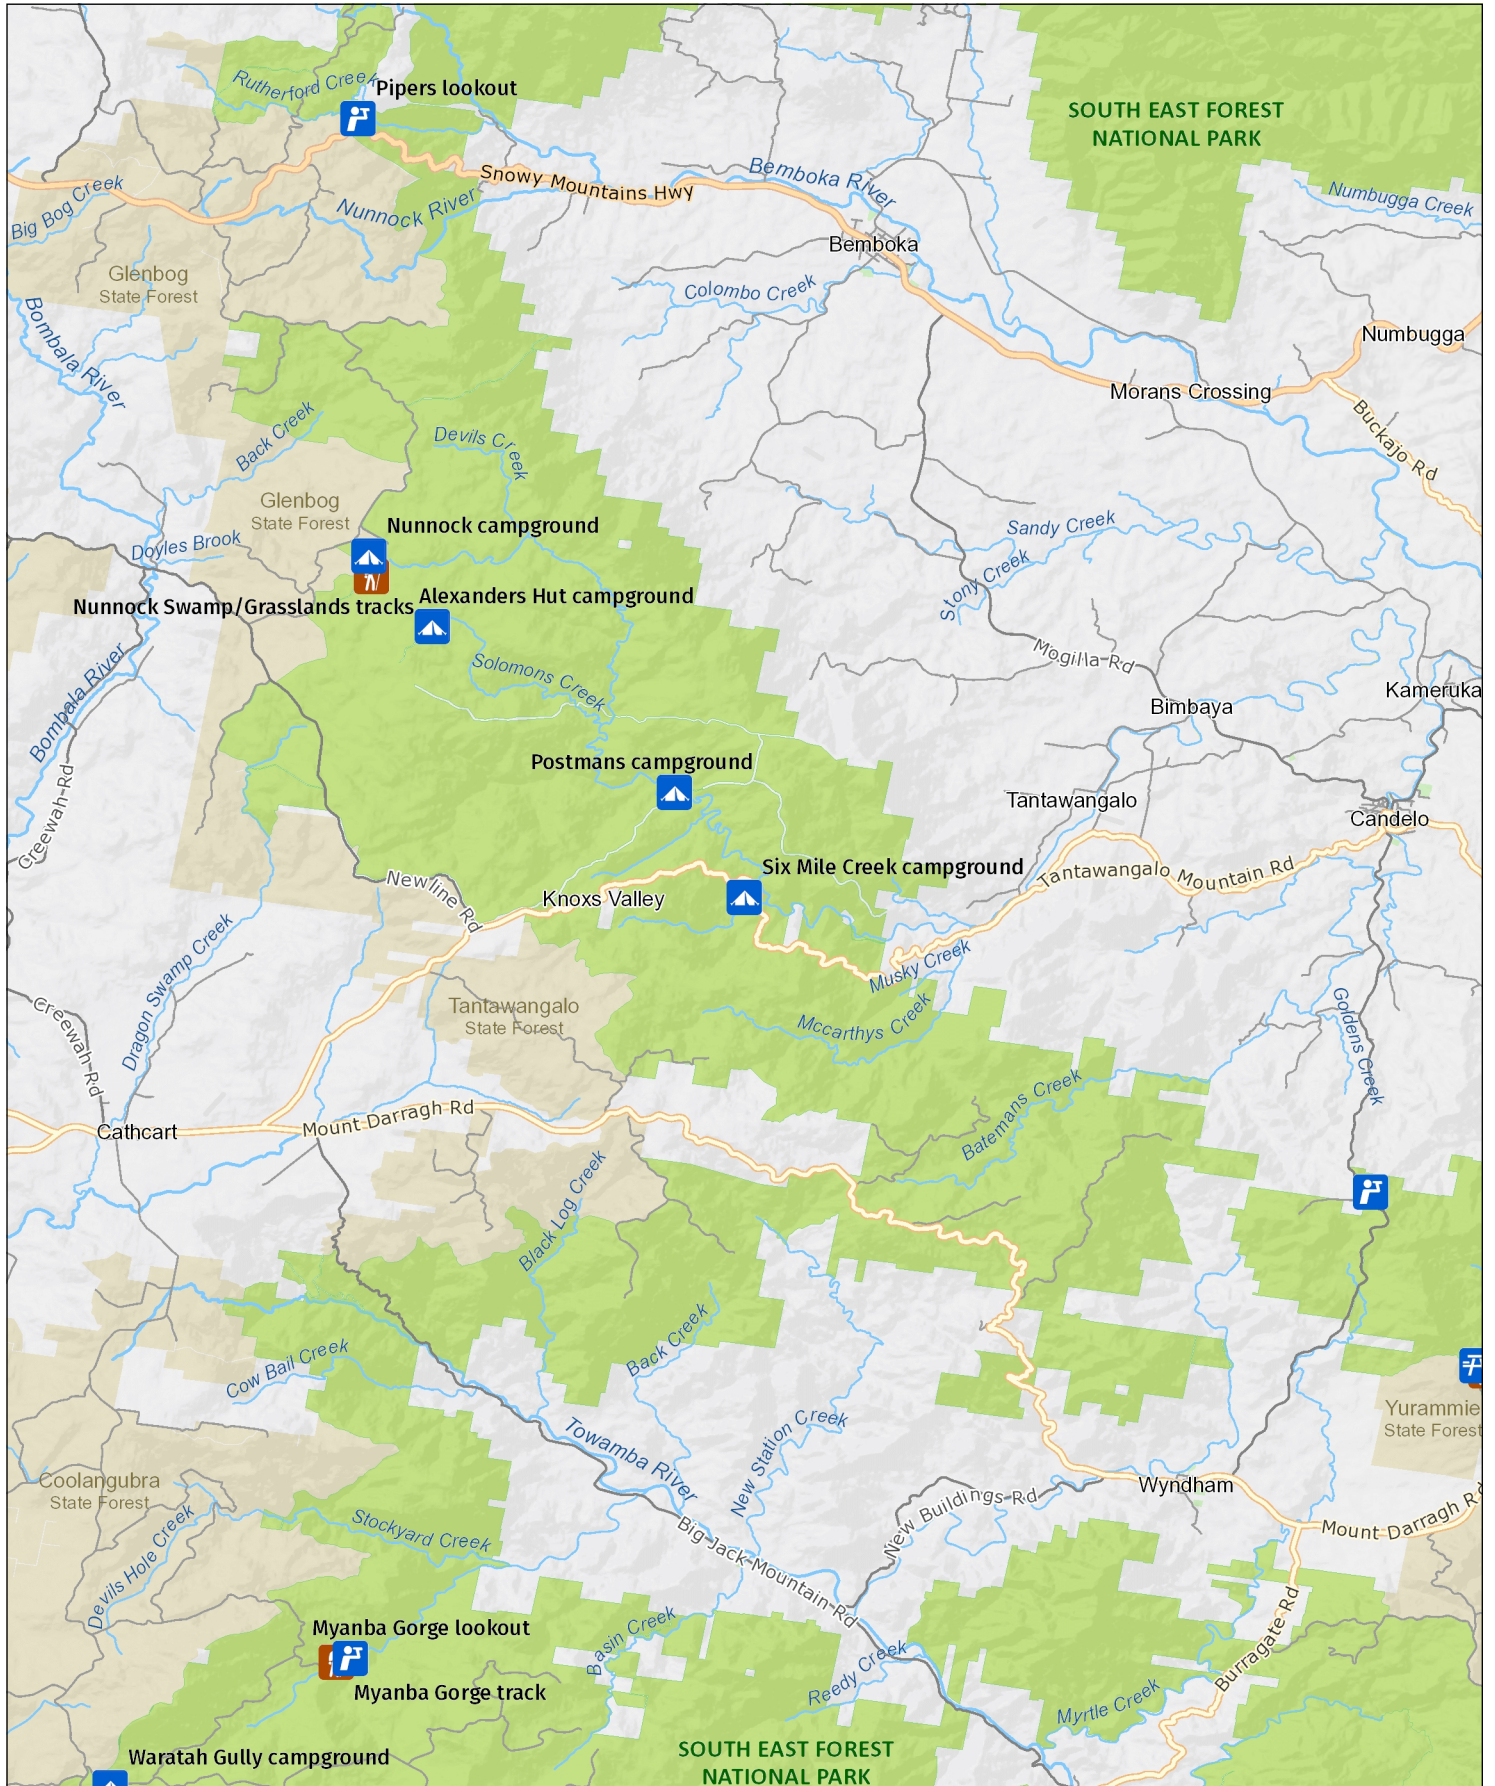 Rutherford Creek
Pipers lookout
SOUTH EAST FOREST
NATIONAL PARK
Snowy Mountains Hwy
Bemboka River
Big Bog Creek
Nunnock River
Numbugga Creek
Bemboka
Glenbog
State Forest
Colombo Creek
Bombala River
Numbugga
Morans Crossing
Buckajo Rd
Back Creek
Devils Creek
Glenbog
State Forest
Nunnock campground
Sandy Creek
Doyles Brook
Stony Creek
Alexanders Hut campground
Nunnock Swamp/Grasslands tracks
Mogilla Rd
Solomons Creek
Bombala River
Kameruka
Bimbaya
Postmans campground
Creewah Rd
Tantawangalo
Candelo
Six Mile Creek campground
Tantawangalo Mountain Rd
Newline Rd
Knoxs Valley
Dragon Swamp Creek
Musky Creek
Tantawangalo
State Forest
Mccarthys Creek
Goldens Creek
Creewah Rd
Batemans Creek
Mount Darragh Rd
Cathcart
Black Log Creek
Back Creek
Cow Bail Creek
Yurammie
State Forest
New Station Creek
Towamba River
Coolangubra
State Forest
Wyndham
New Buildings Rd
Stockyard Creek
Mount Darragh Rd
Devils Hole Creek
Big Jack Mountain Rd
Myanba Gorge lookout
Basin Creek
Burragate Rd
Reedy Creek
Myanba Gorge track
Myrtle Creek
SOUTH EAST FOREST
NATIONAL PARK
Waratah Gully campground